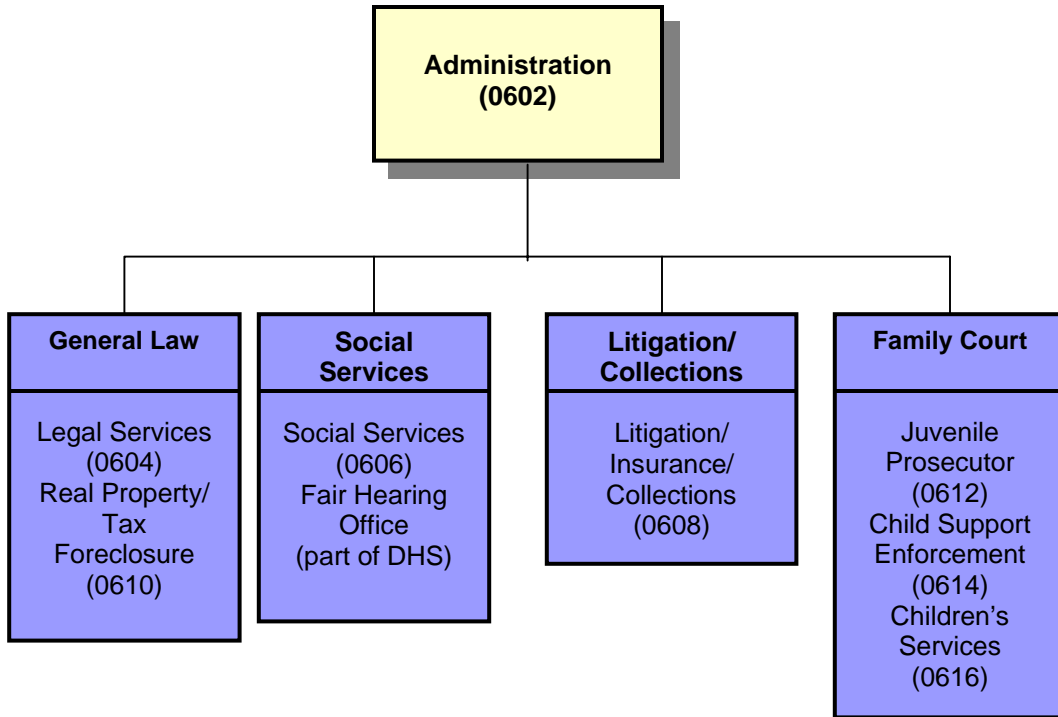 Administration
(0602)
General Law
Legal Services
(0604)
Real Property/
Tax
Foreclosure
(0610)
Social
Services
Social Services
(0606)
Fair Hearing
Office
(part of DHS)
Litigation/
Collections
Litigation/
Insurance/
Collections
(0608)
Family Court
Juvenile
Prosecutor
(0612)
Child Support
Enforcement
(0614)
Children’s
Services
(0616)